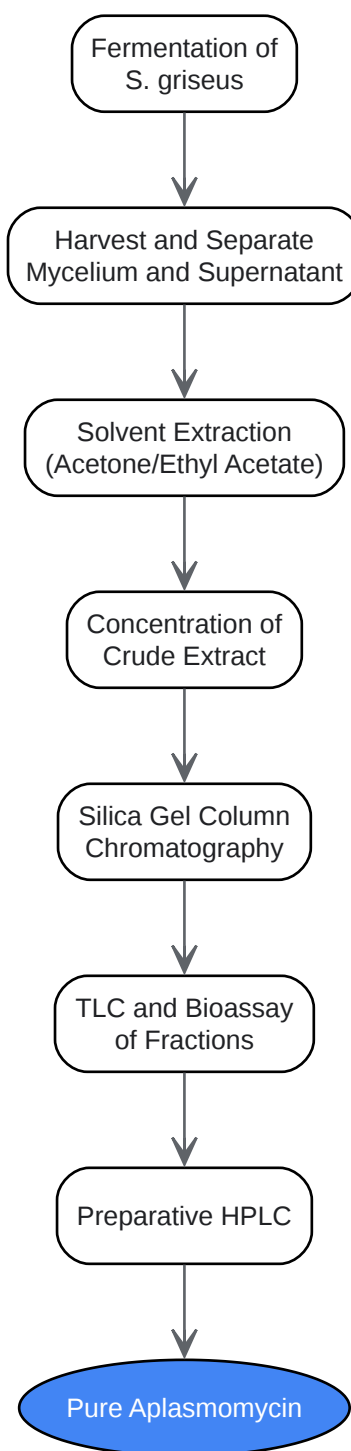 Fermentation of
S. griseus
Harvest and Separate
Mycelium and Supernatant
Solvent Extraction
(Acetone/Ethyl Acetate)
Concentration of
Crude Extract
Silica Gel Column
Chromatography
TLC and Bioassay
of Fractions
Preparative HPLC
Pure Aplasmomycin